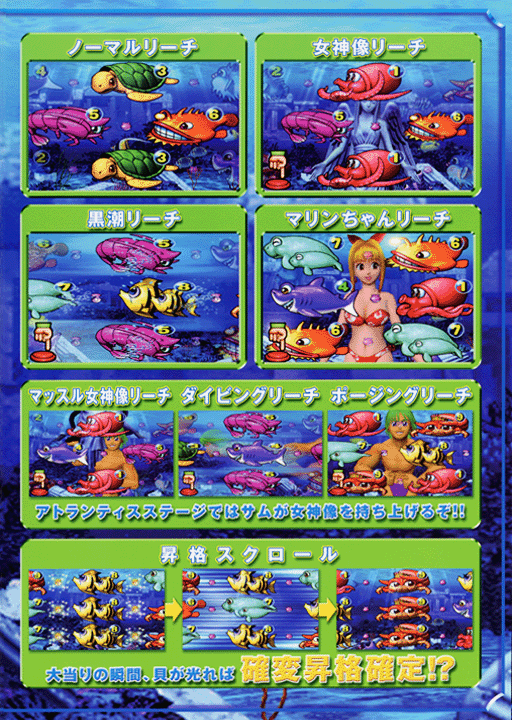 ノーマルリーチ
女神像リーチ
黒潮リーチ
マリンちゃんリーチ
マッスル女神像リーチ ダイビングリーチ ポージングリーチ
アトランティスステージではサムが女神像を持ち上げるぞ!!
昇格スクロール
大当りの瞬間、貝が光れば 確変昇格確定!?